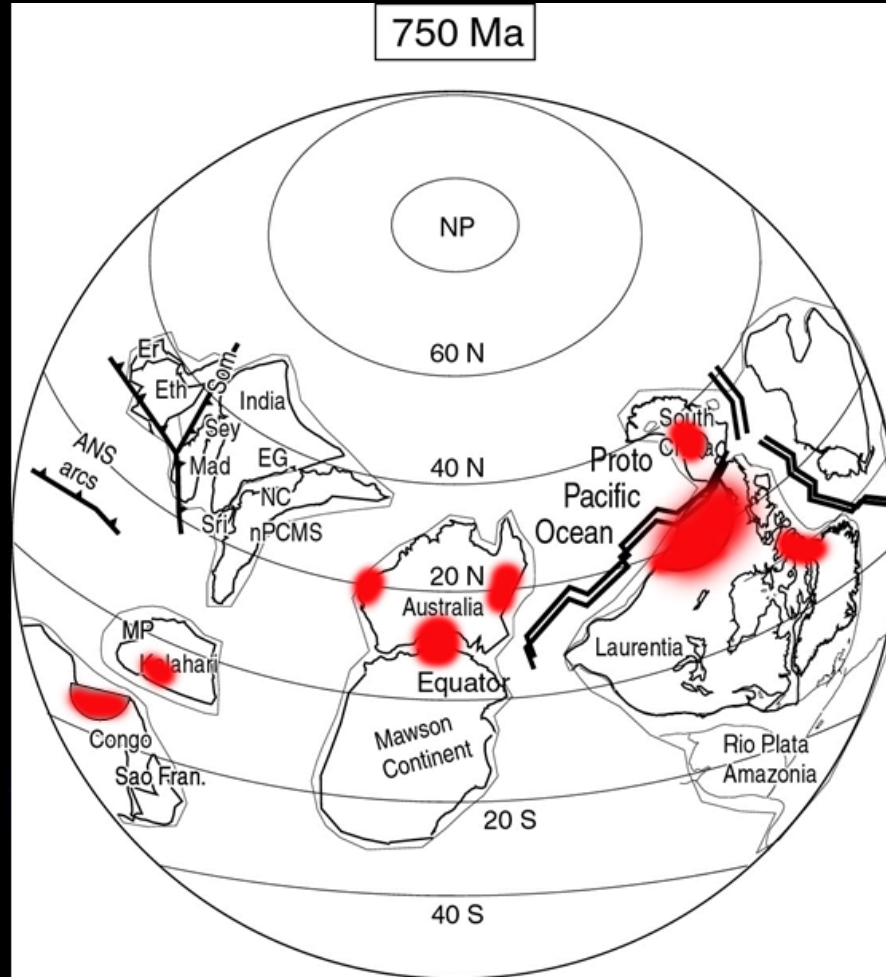 750 Ma
NP
60 N
Er
Eth
Som
India
Sey
Mad
EG
NC
Sri
nPCMS
ANS
arcs
40 N
South
Proto
Pacific
Ocean
20 N
Australia
Equator
Mawson
Continent
MP
Kalahari
Congo
Sao Fran.
Laurentia
Rio Plata
Amazonia
20 S
40 S